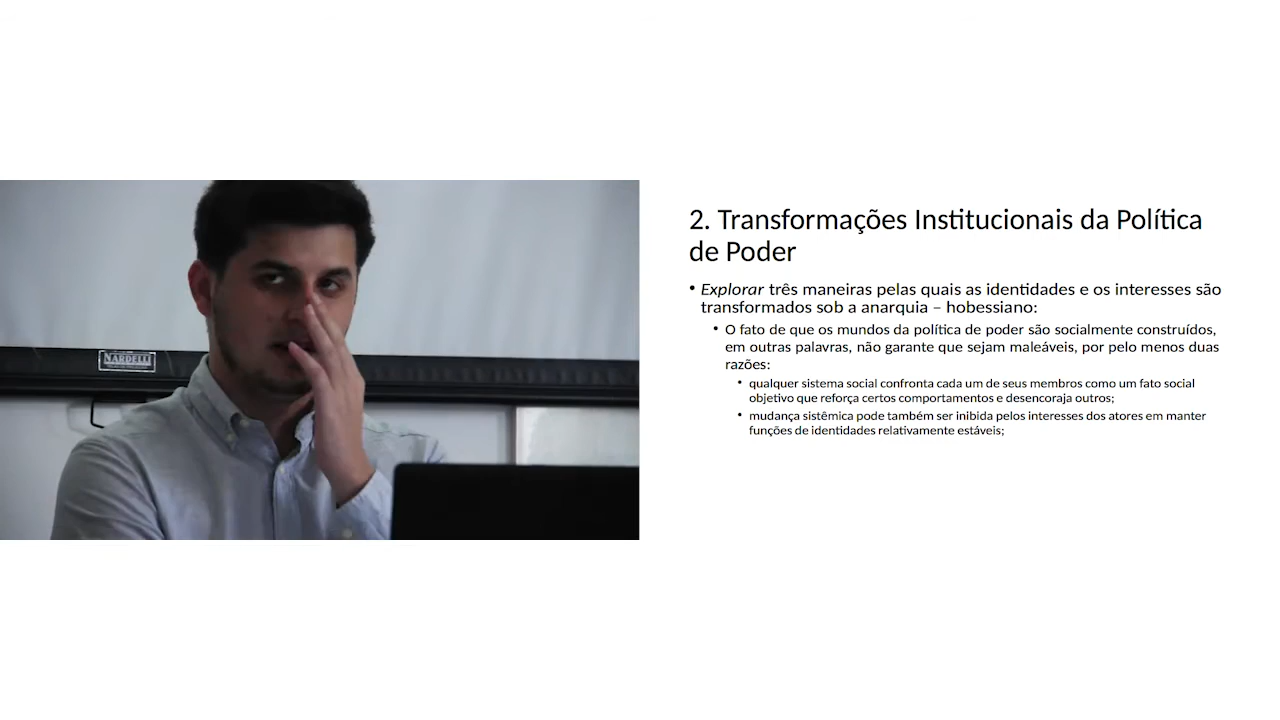 NARDELLI
2. Transformações Institucionais da Política
de Poder
• Explorar três maneiras pelas quais as identidades e os interesses são
transformados sob a anarquia – hobessiano:
• O fato de que os mundos da política de poder são socialmente construídos,
em outras palavras, não garante que sejam maleáveis, por pelo menos duas
razões:
• qualquer sistema social confronta cada um de seus membros como um fato social
objetivo que reforça certos comportamentos e desencoraja outros;
• mudança sistêmica pode também ser inibida pelos interesses dos atores em manter
funções de identidades relativamente estáveis;